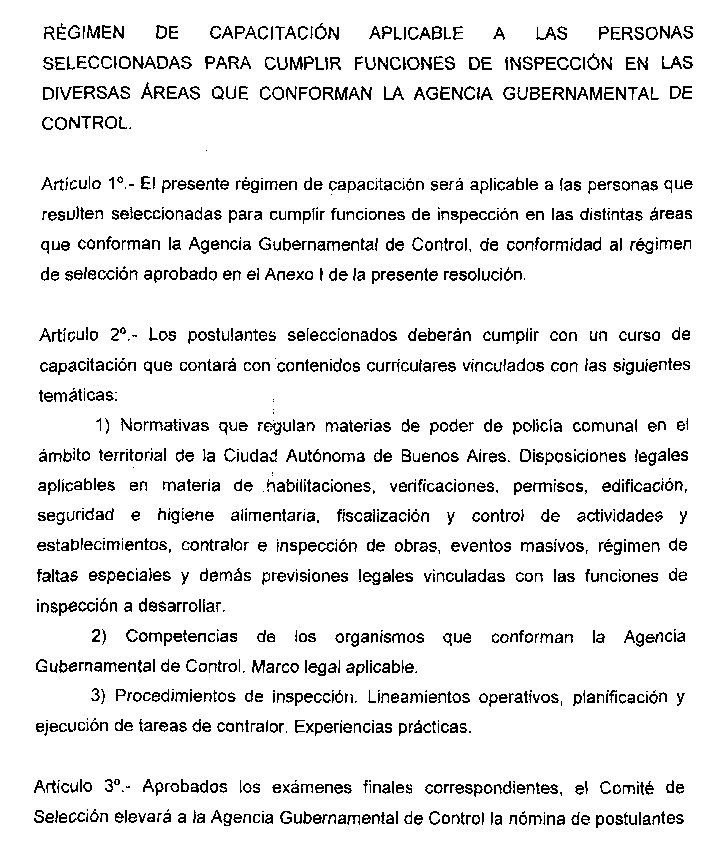 RÉGIMEN DE CAPACITACIÓN APLICABLE A LAS PERSONAS
SELECCIONADAS PARA CUMPLIR FUNCIONES DE INSPECCIÓN EN LAS
DIVERSAS ÁREAS QUE CONFORMAN LA AGENCIA GUBERNAMENTAL DE
CONTROL.
Artículo 1º.- El presente régimen de capacitación será aplicable a las personas que
resulten seleccionadas para cumplir funciones de inspección en las distintas áreas
que conforman la Agencia Gubernamental de Control, de conformidad al régimen
de selección aprobado en el Anexo I de la presente resolución.
Artículo 2º.- Los postulantes seleccionados deberán cumplir con un curso de
capacitación que contará con contenidos curriculares vinculados con las siguientes
temáticas:
1) Normativas que regulan materias de poder de policía comunal en el
ámbito territorial de la Ciudad Autónoma de Buenos Aires. Disposiciones legales
aplicables en materia de habilitaciones, verificaciones, permisos, edificación,
seguridad e higiene alimentaria, fiscalización y control de actividades y
establecimientos, contralor e inspección de obras, eventos masivos, régimen de
faltas especiales y demás previsiones legales vinculadas con las funciones de
inspección a desarrollar.
2) Competencias de los organismos que conforman la Agencia
Gubernamental de Control. Marco legal aplicable.
3) Procedimientos de inspección. Lineamientos operativos, planificación y
ejecución de tareas de contralor. Experiencias prácticas.
Artículo 3º.- Aprobados los exámenes finales correspondientes, el Comité de
Selección elevará a la Agencia Gubernamental de Control la nómina de postulantes